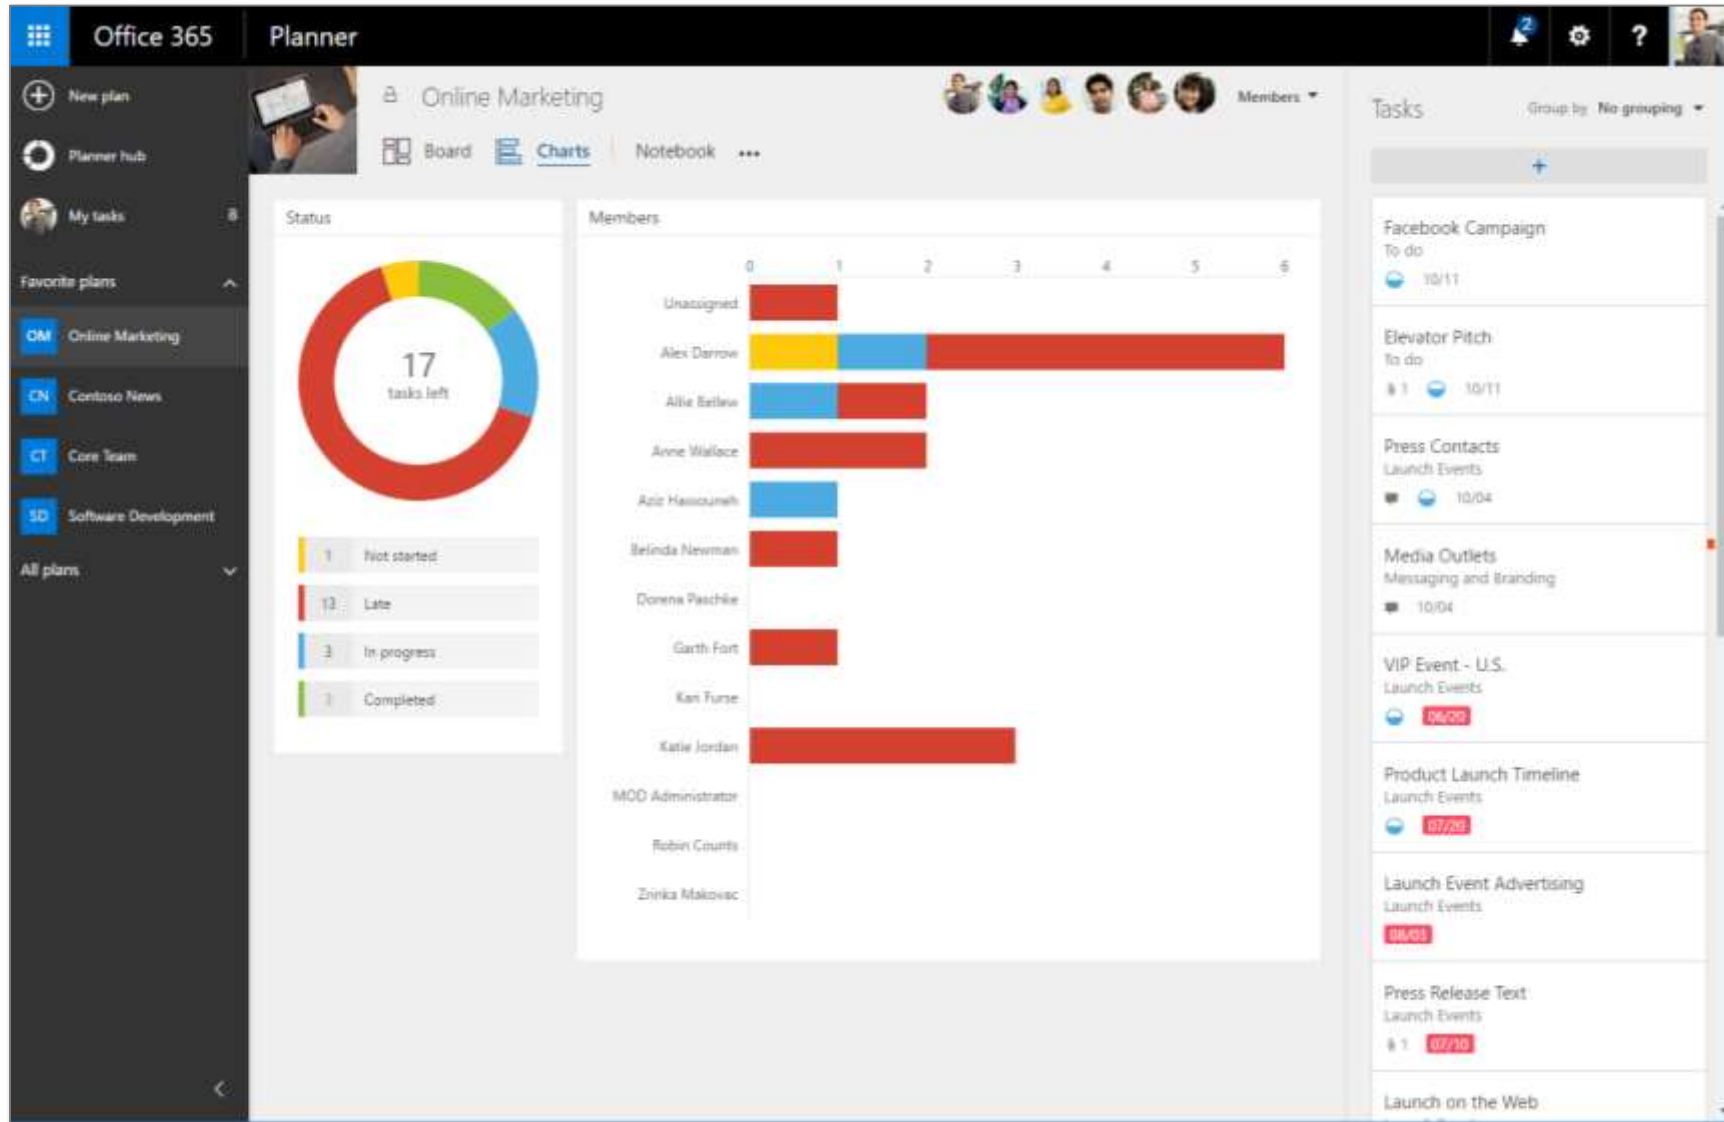 Office 365
Planner
2
?
New plan
Planner hub
My tasks 8
Favorite plans
OM Online Marketing
CN Contoso News
CT Core Team
SD Software Development
All plans
Online Marketing
Members
Board
Charts
Notebook
Status
17
tasks left
1 Not started
13 Late
3 In progress
Completed
Members
0 1 2 3 4 5 6
Unassigned
Alex Darrow
Allie Bellew
Anne Wallace
Aziz Hassouneh
Belinda Newman
Dorena Paschke
Garth Fort
Kari Furse
Katie Jordan
MOD Administrator
Robin Counts
Zrinka Makovac
Tasks
Group by No grouping
+
Facebook Campaign
To do
10/11
Elevator Pitch
To do
1 10/11
Press Contacts
Launch Events
10/04
Media Outlets
Messaging and Branding
10/04
VIP Event - U.S.
Launch Events
06/20
Product Launch Timeline
Launch Events
07/20
Launch Event Advertising
Launch Events
08/03
Press Release Text
Launch Events
1 07/10
Launch on the Web